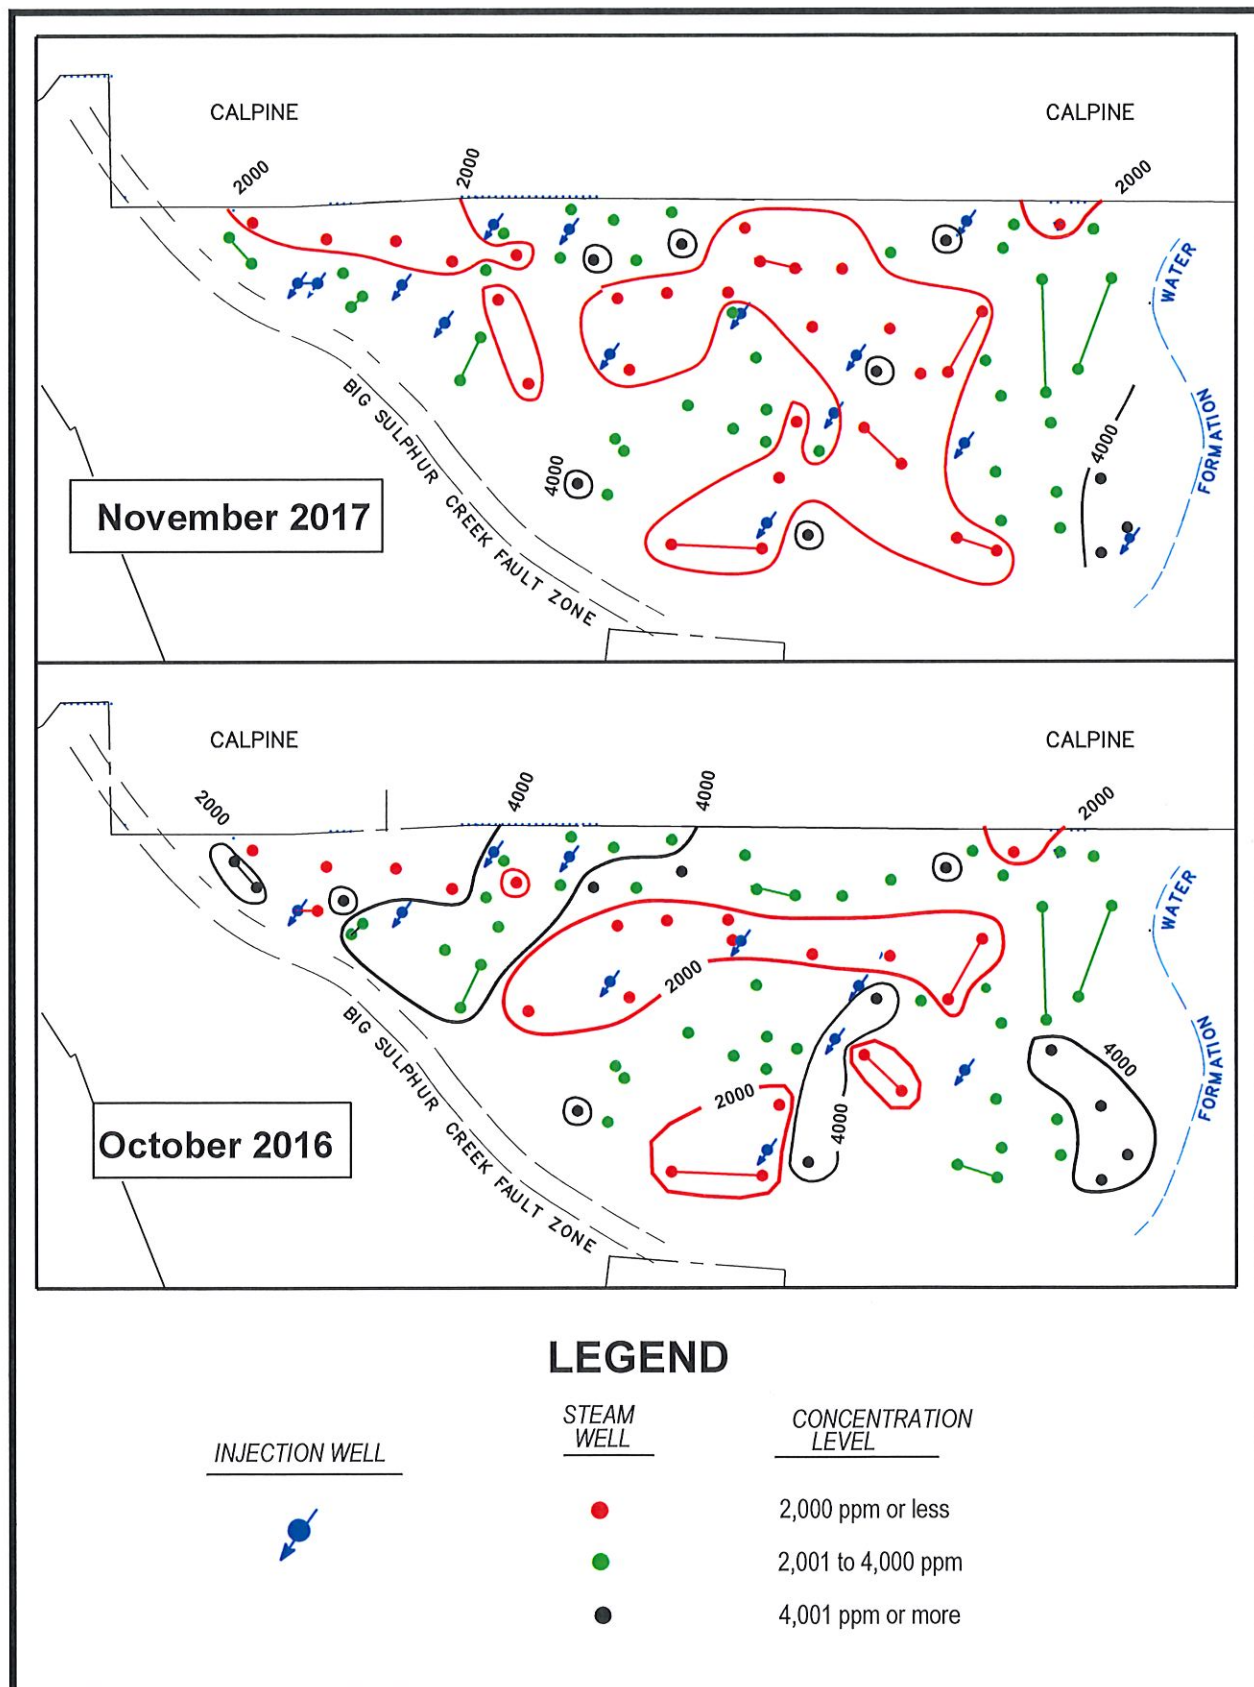 CALPINE
CALPINE
2000
2000
2000
WATER
FORMATION
4000
4000
BIG SULPHUR CREEK FAULT ZONE
November 2017
CALPINE
CALPINE
2000
4000
4000
2000
WATER
FORMATION
2000
4000
2000
4000
BIG SULPHUR CREEK FAULT ZONE
October 2016
LEGEND
INJECTION WELL
STEAM
WELL
CONCENTRATION
LEVEL
2,000 ppm or less
2,001 to 4,000 ppm
4,001 ppm or more